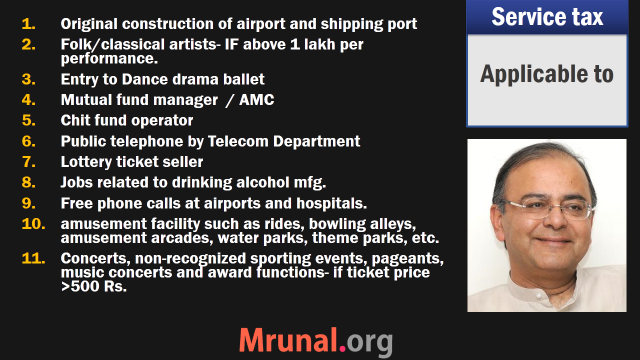 1. Original construction of airport and shipping port
2. Folk/classical artists- IF above 1 lakh per
performance.
3. Entry to Dance drama ballet
4. Mutual fund manager / AMC
5. Chit fund operator
6. Public telephone by Telecom Department
7. Lottery ticket seller
8. Jobs related to drinking alcohol mfg.
9. Free phone calls at airports and hospitals.
10. amusement facility such as rides, bowling alleys,
amusement arcades, water parks, theme parks, etc.
11. Concerts, non-recognized sporting events, pageants,
music concerts and award functions- if ticket price
>500 Rs.
Service tax
Applicable to
Mrunal.org